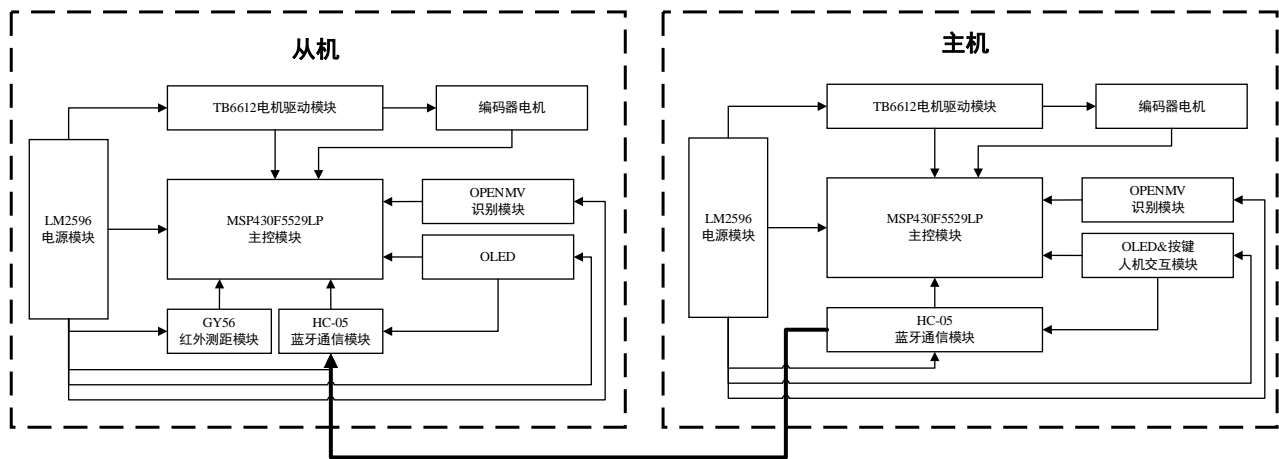 从机
TB6612电机驱动模块
编码器电机
LM2596
电源模块
MSP430F5529LP
主控模块
OPENMV
识别模块
OLED
GY56
红外测距模块
HC-05
蓝牙通信模块
主机
TB6612电机驱动模块
编码器电机
LM2596
电源模块
MSP430F5529LP
主控模块
OPENMV
识别模块
OLED&按键
人机交互模块
HC-05
蓝牙通信模块